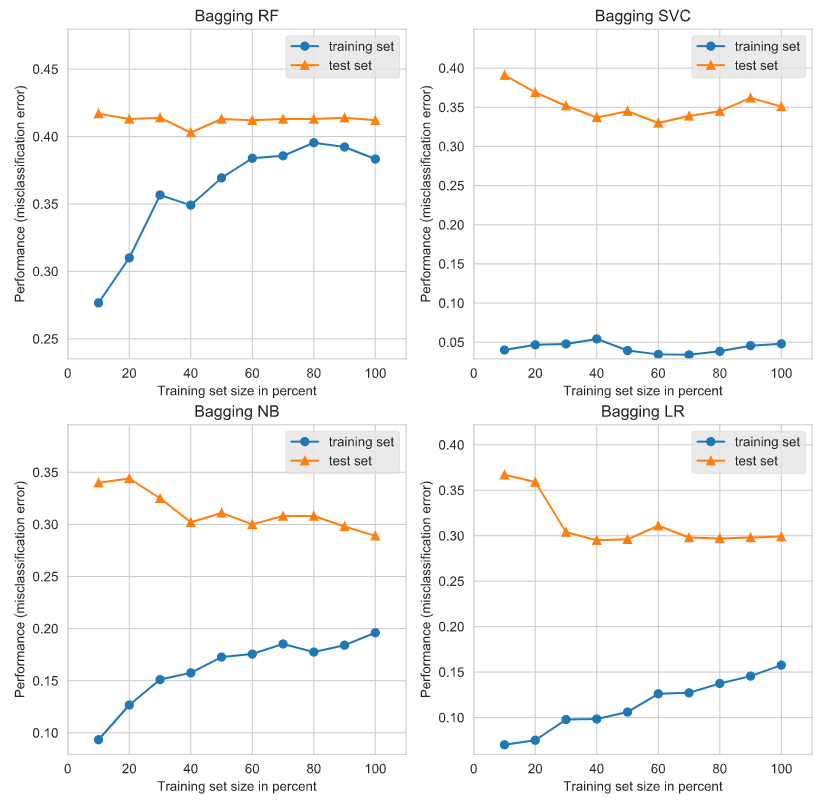 Bagging RF
training set
test set
Performance (misclassification error)
0.45
0.40
0.35
0.30
0.25
0 20 40 60 80 100
Training set size in percent
Bagging SVC
training set
test set
Performance (misclassification error)
0.40
0.35
0.30
0.25
0.20
0.15
0.10
0.05
0 20 40 60 80 100
Training set size in percent
Bagging NB
training set
test set
Performance (misclassification error)
0.35
0.30
0.25
0.20
0.15
0.10
0 20 40 60 80 100
Training set size in percent
Bagging LR
training set
test set
Performance (misclassification error)
0.40
0.35
0.30
0.25
0.20
0.15
0.10
0 20 40 60 80 100
Training set size in percent